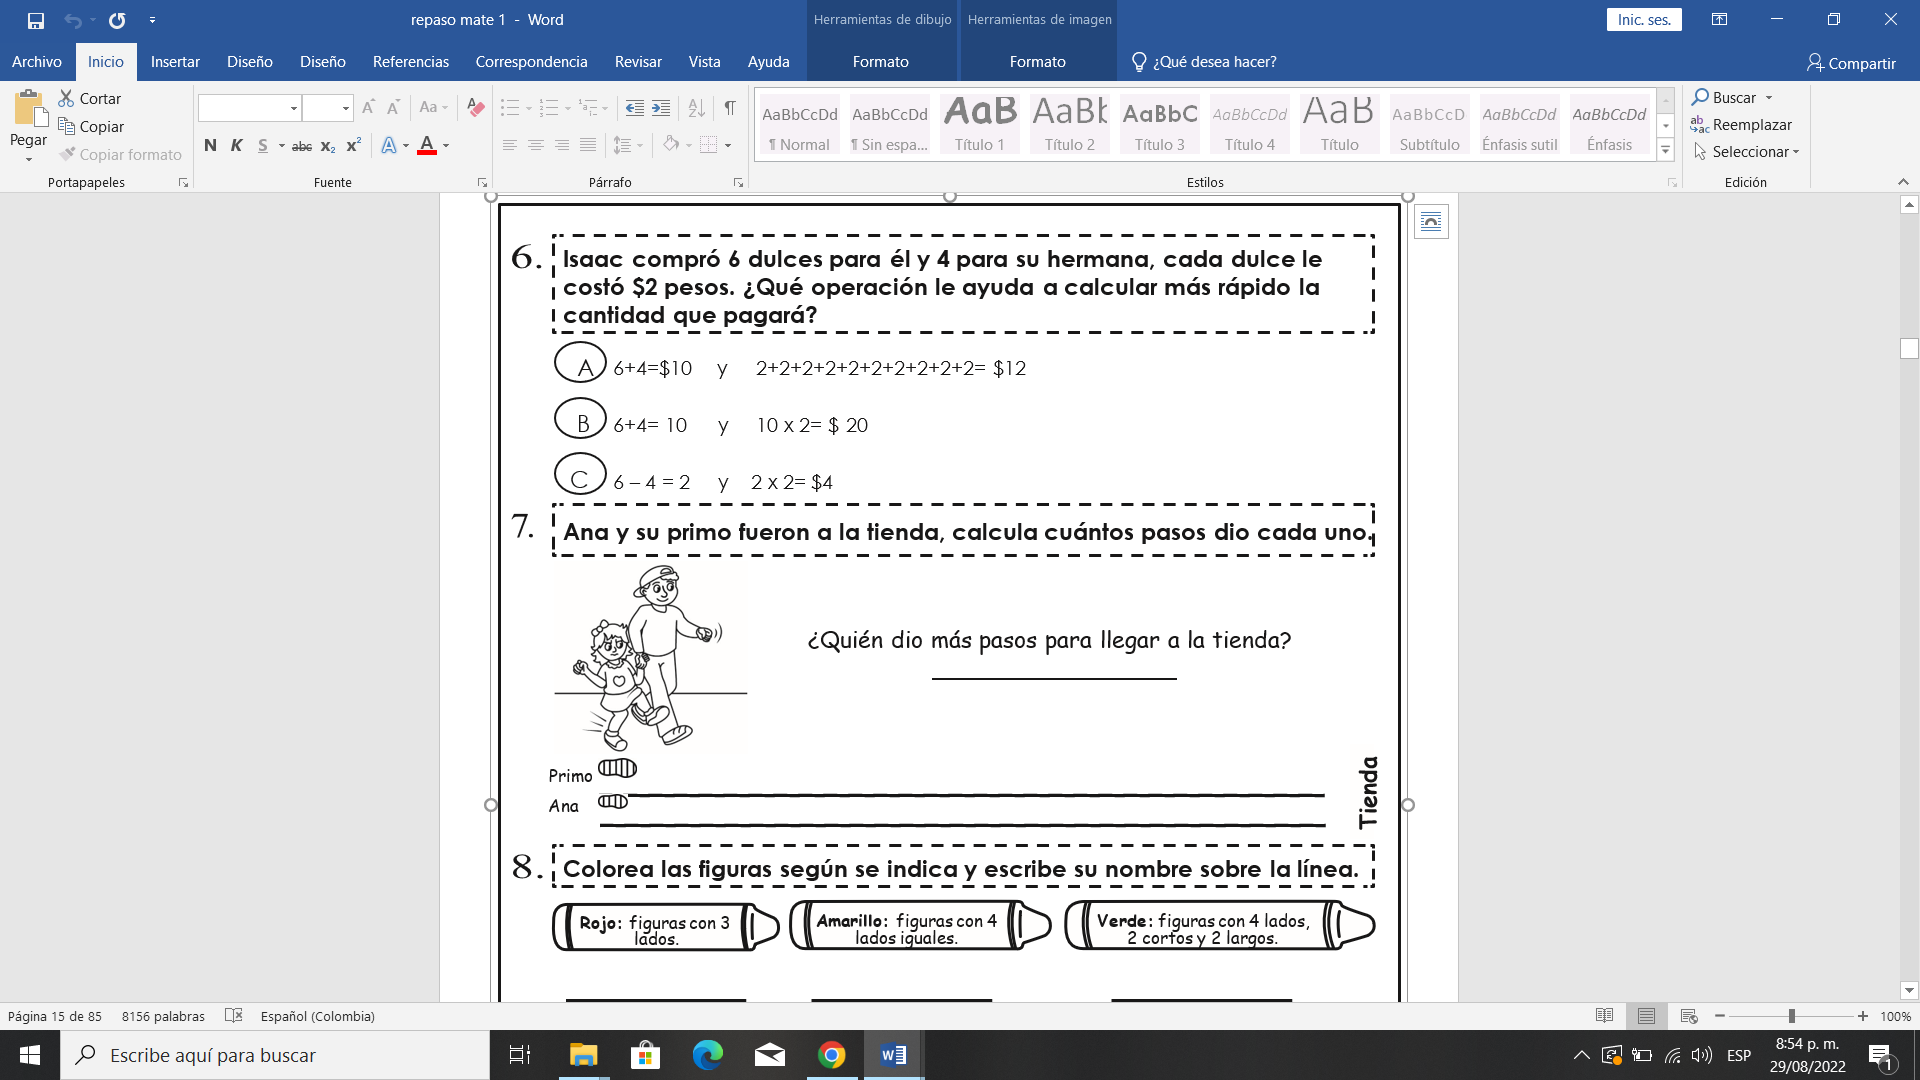 repaso mate 1 - Word
Herramientas de dibujo
Herramientas de imagen
Inic. ses.
Archivo
Inicio
Insertar
Diseño
Diseño
Referencias
Correspondencia
Revisar
Vista
Ayuda
Formato
Formato
¿Qué desea hacer?
Compartir
Pegar
Cortar
Copiar
Copiar formato
Portapapeles
N K S abc x₂ x² A A
Aa
Fuente
Párrafo
AaBbCcDd
¶ Normal
AaBbCcDd
¶ Sin espa...
AaB
Título 1
AaBb
Título 2
AaBbC
Título 3
AaBbCcDd
Título 4
AaB
Título
AaBbCcD
Subtítulo
AaBbCcDd
Énfasis sutil
AaBbCcDd
Énfasis
Estilos
Buscar
Reemplazar
Seleccionar
Edición
6. Isaac compró 6 dulces para él y 4 para su hermana, cada dulce le
costó $2 pesos. ¿Qué operación le ayuda a calcular más rápido la
cantidad que pagará?
A 6+4=$10 y 2+2+2+2+2+2+2+2+2+2= $12
B 6+4= 10 y 10 x 2= $ 20
C 6 – 4 = 2 y 2 x 2= $4
7. Ana y su primo fueron a la tienda, calcula cuántos pasos dio cada uno.
¿Quién dio más pasos para llegar a la tienda?
Primo
Ana
Tienda
8. Colorea las figuras según se indica y escribe su nombre sobre la línea.
Rojo: figuras con 3
lados.
Amarillo: figuras con 4
lados iguales.
Verde: figuras con 4 lados,
2 cortos y 2 largos.
Página 15 de 85
8156 palabras
Español (Colombia)
100%
Escribe aquí para buscar
ESP
8:54 p. m.
29/08/2022
1